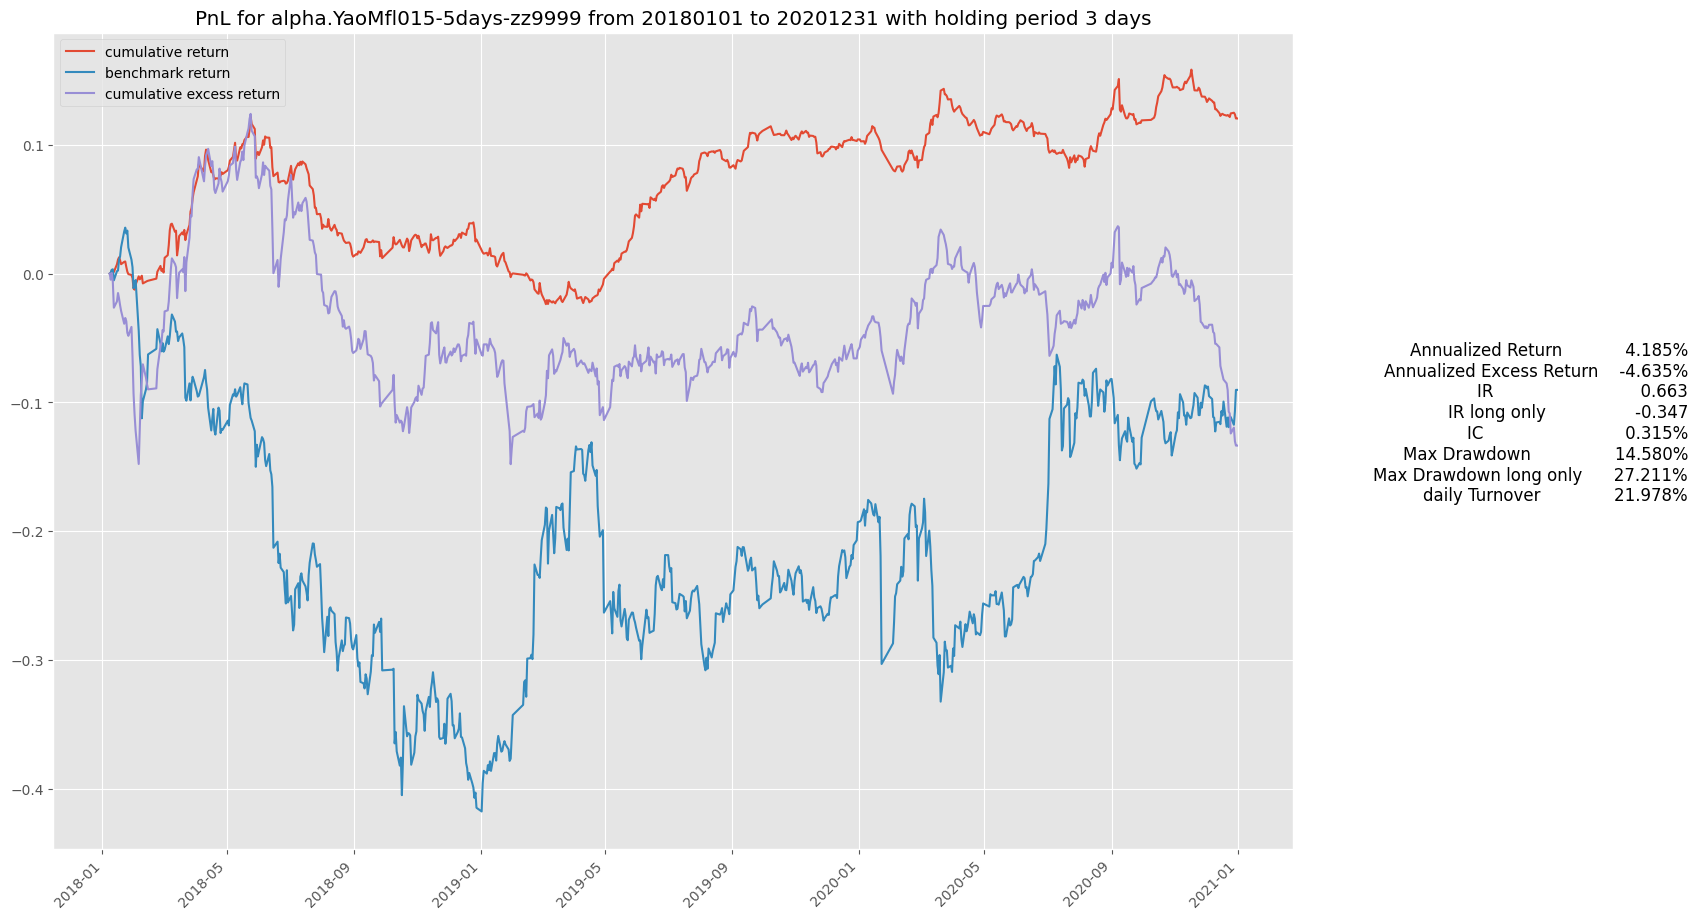 PnL for alpha.YaoMfl015-5days-zz9999 from 20180101 to 20201231 with holding period 3 days
cumulative return
benchmark return
cumulative excess return
0.1
0.0
−0.1
−0.2
−0.3
−0.4
2018-01
2018-05
2018-09
2019-01
2019-05
2019-09
2020-01
2020-05
2020-09
2021-01
Annualized Return 4.185%
Annualized Excess Return -4.635%
IR 0.663
IR long only -0.347
IC 0.315%
Max Drawdown 14.580%
Max Drawdown long only 27.211%
daily Turnover 21.978%